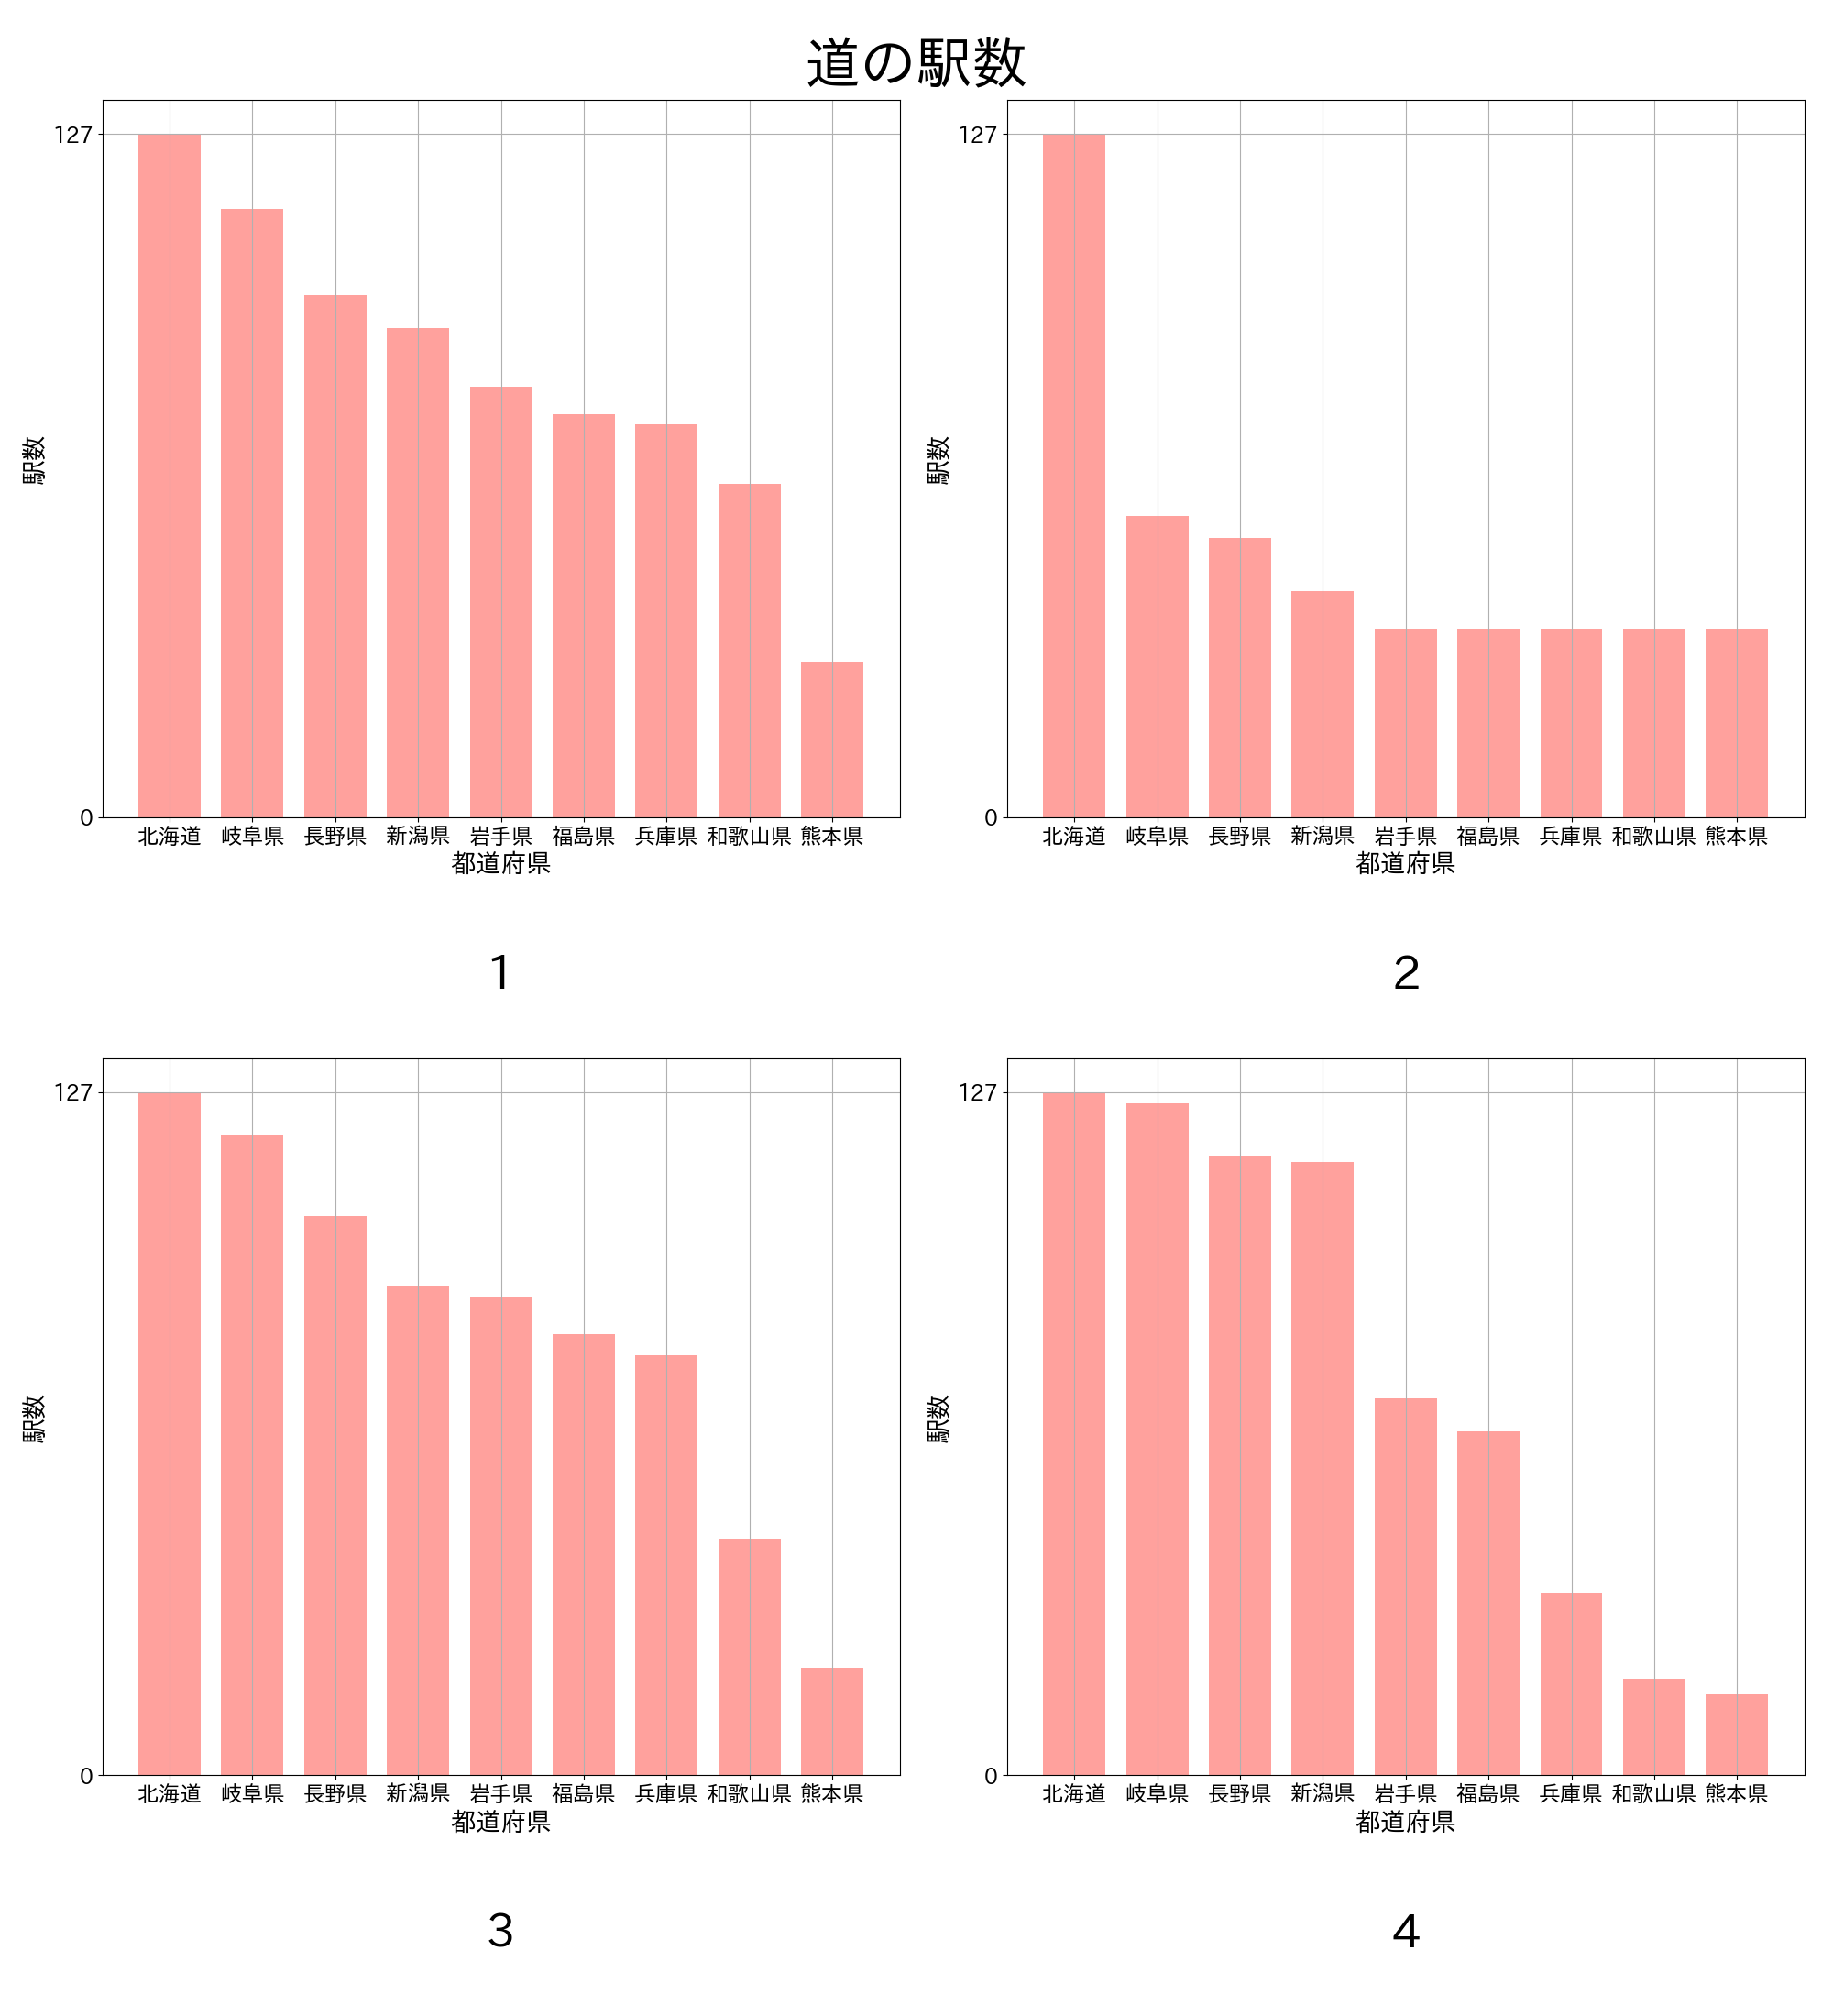 道の駅数
127
0
駅数
北海道 岐阜県 長野県 新潟県 岩手県 福島県 兵庫県 和歌山県 熊本県
都道府県
1
127
0
駅数
北海道 岐阜県 長野県 新潟県 岩手県 福島県 兵庫県 和歌山県 熊本県
都道府県
2
127
0
駅数
北海道 岐阜県 長野県 新潟県 岩手県 福島県 兵庫県 和歌山県 熊本県
都道府県
3
127
0
駅数
北海道 岐阜県 長野県 新潟県 岩手県 福島県 兵庫県 和歌山県 熊本県
都道府県
4